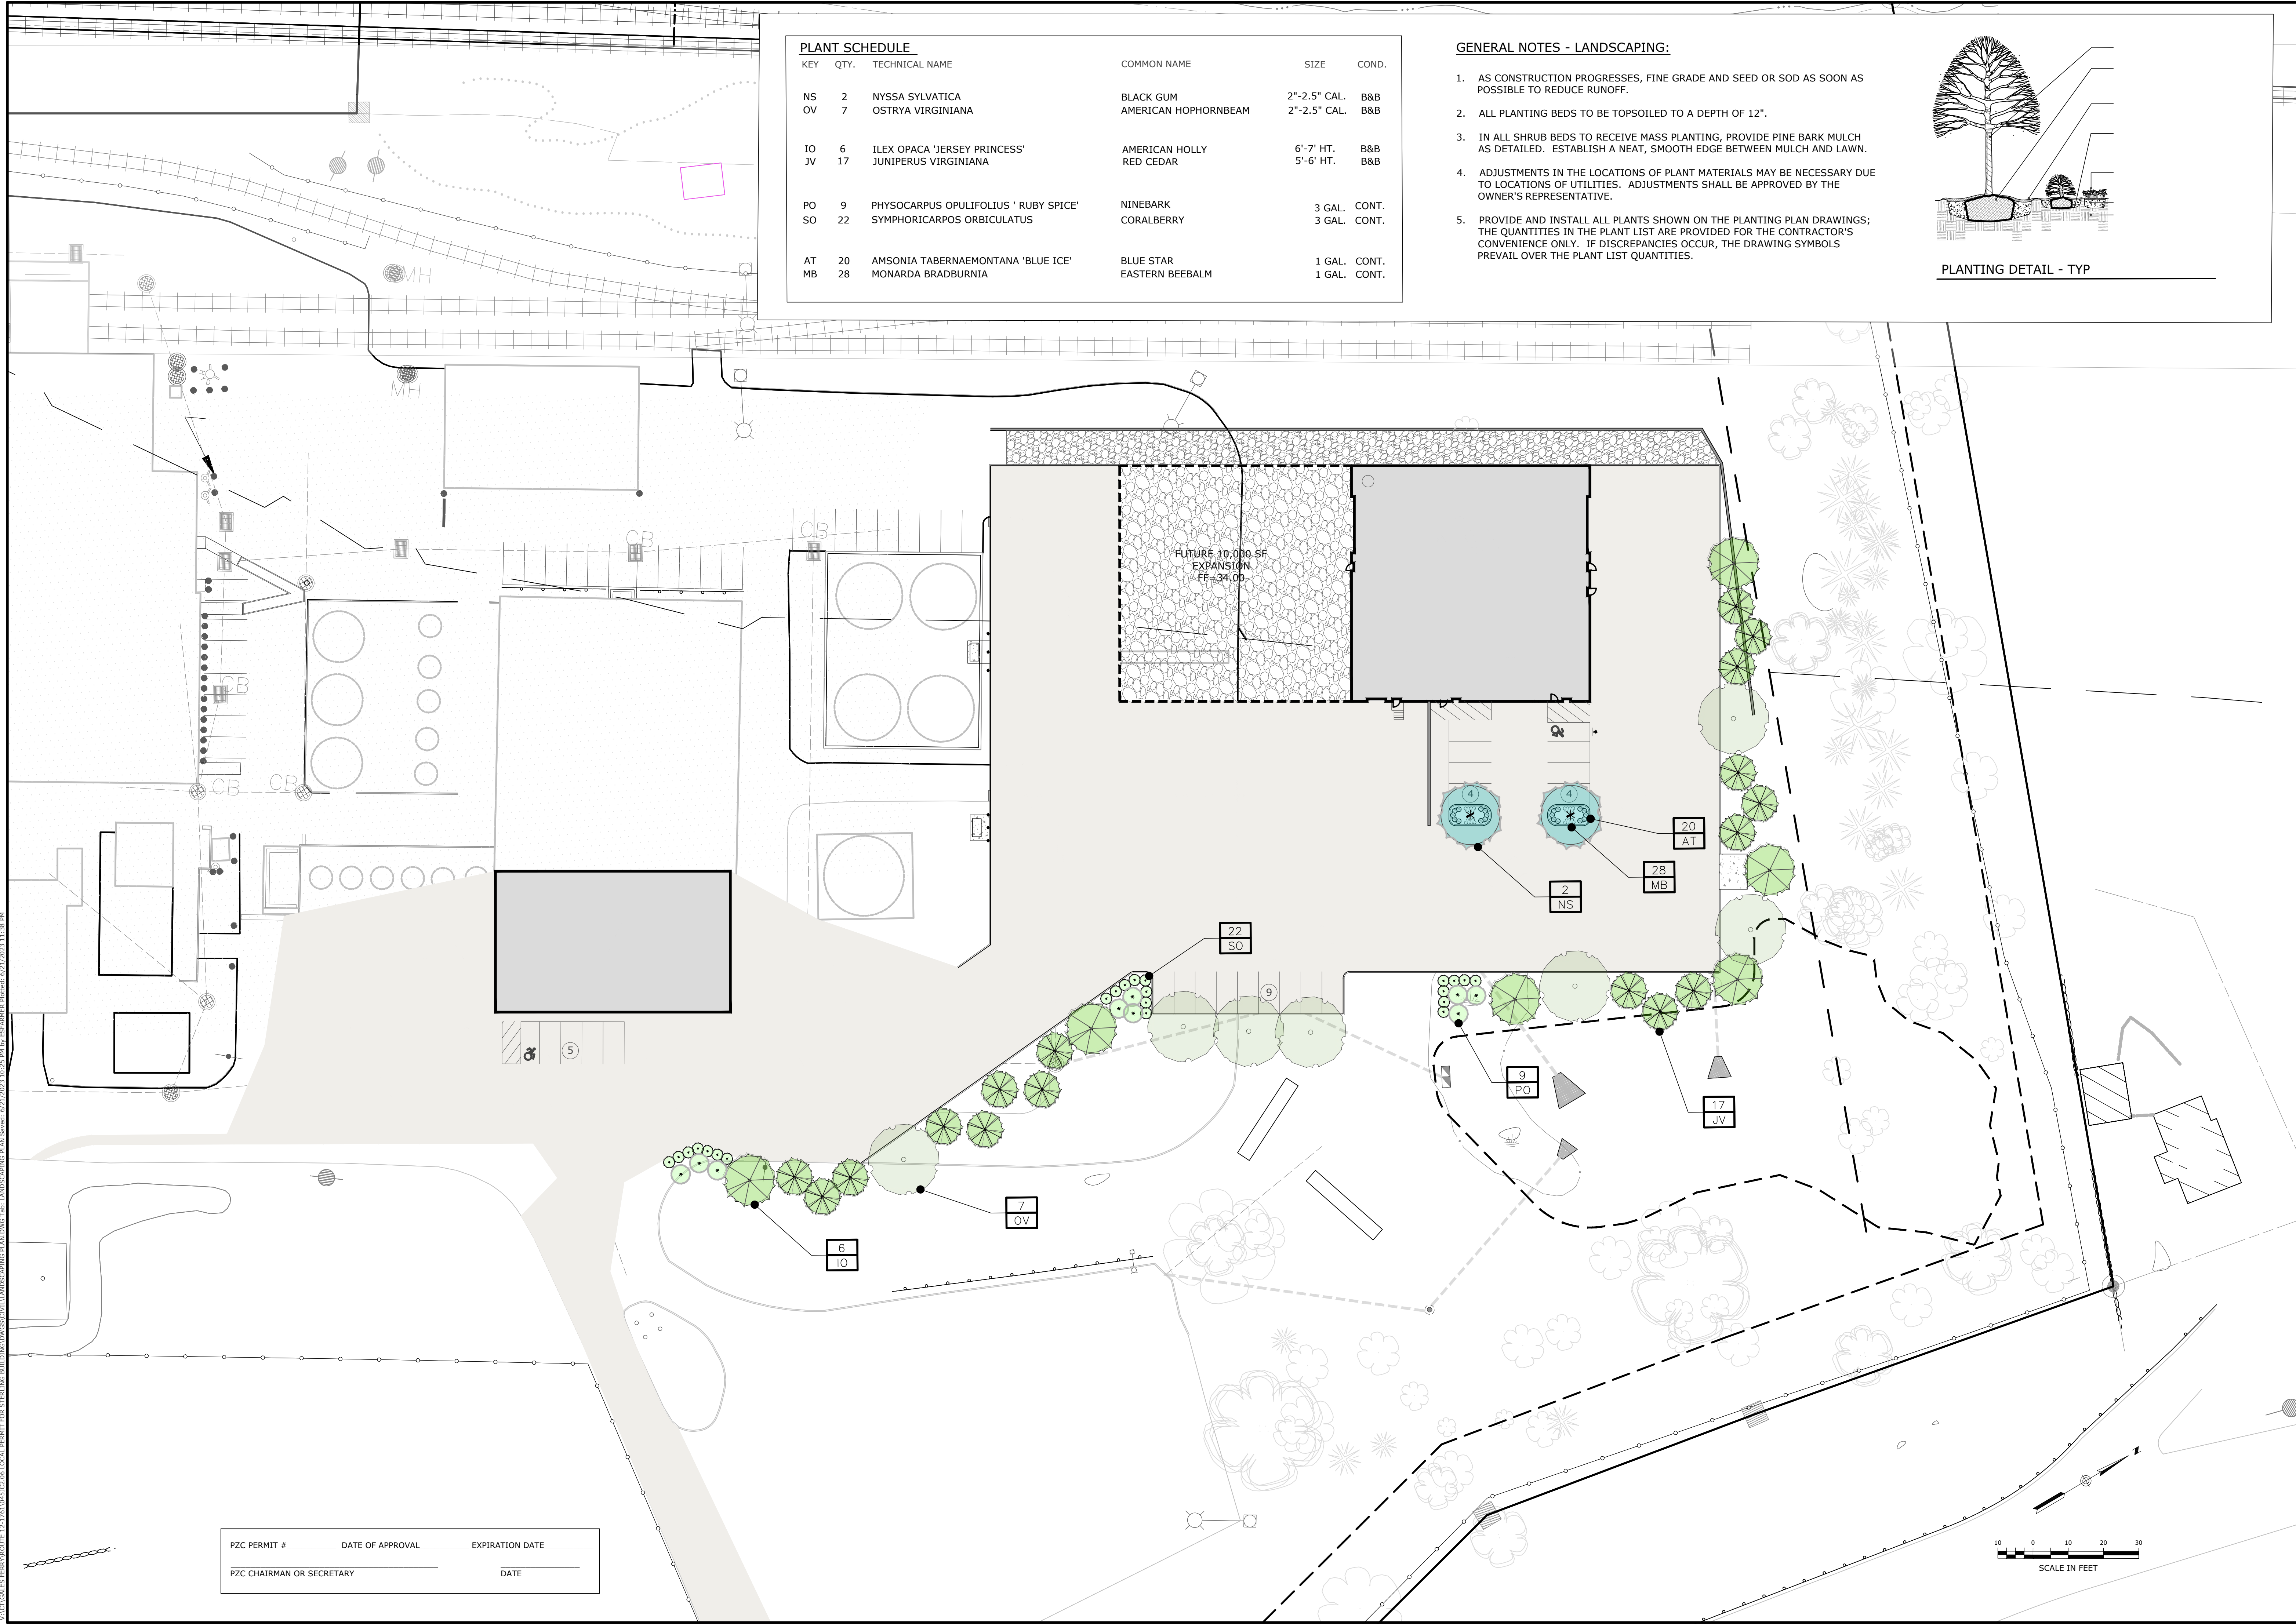 PLANT SCHEDULE
KEY QTY. TECHNICAL NAME COMMON NAME SIZE COND.
NS 2 NYSSA SYLVATICA BLACK GUM 2"-2.5" CAL. B&B
OV 7 OSTRYA VIRGINIANA AMERICAN HOPHORNBEAM 2"-2.5" CAL. B&B
IO 6 ILEX OPACA 'JERSEY PRINCESS' AMERICAN HOLLY 6'-7' HT. B&B
JV 17 JUNIPERUS VIRGINIANA RED CEDAR 5'-6' HT. B&B
PO 9 PHYSOCARPUS OPULIFOLIUS ' RUBY SPICE' NINEBARK 3 GAL. CONT.
SO 22 SYMPHORICARPOS ORBICULATUS CORALBERRY 3 GAL. CONT.
AT 20 AMSONIA TABERNAEMONTANA 'BLUE ICE' BLUE STAR 1 GAL. CONT.
MB 28 MONARDA BRADBURNIA EASTERN BEEBALM 1 GAL. CONT.
GENERAL NOTES - LANDSCAPING:
1. AS CONSTRUCTION PROGRESSES, FINE GRADE AND SEED OR SOD AS SOON AS
POSSIBLE TO REDUCE RUNOFF.
2. ALL PLANTING BEDS TO BE TOPSOILED TO A DEPTH OF 12".
3. IN ALL SHRUB BEDS TO RECEIVE MASS PLANTING, PROVIDE PINE BARK MULCH
AS DETAILED. ESTABLISH A NEAT, SMOOTH EDGE BETWEEN MULCH AND LAWN.
4. ADJUSTMENTS IN THE LOCATIONS OF PLANT MATERIALS MAY BE NECESSARY DUE
TO LOCATIONS OF UTILITIES. ADJUSTMENTS SHALL BE APPROVED BY THE
OWNER'S REPRESENTATIVE.
5. PROVIDE AND INSTALL ALL PLANTS SHOWN ON THE PLANTING PLAN DRAWINGS;
THE QUANTITIES IN THE PLANT LIST ARE PROVIDED FOR THE CONTRACTOR'S
CONVENIENCE ONLY. IF DISCREPANCIES OCCUR, THE DRAWING SYMBOLS
PREVAIL OVER THE PLANT LIST QUANTITIES.
PLANTING DETAIL - TYP
MH
MH
CB
CB
FUTURE 10,000 SF
EXPANSION
FF=34.00
CB
CB
CB
4
4
20
AT
28
MB
2
NS
22
SO
9
5
9
PO
17
JV
7
OV
6
IO
PZC PERMIT #__________ DATE OF APPROVAL__________ EXPIRATION DATE__________
PZC CHAIRMAN OR SECRETARY DATE
10 0 10 20 30
SCALE IN FEET